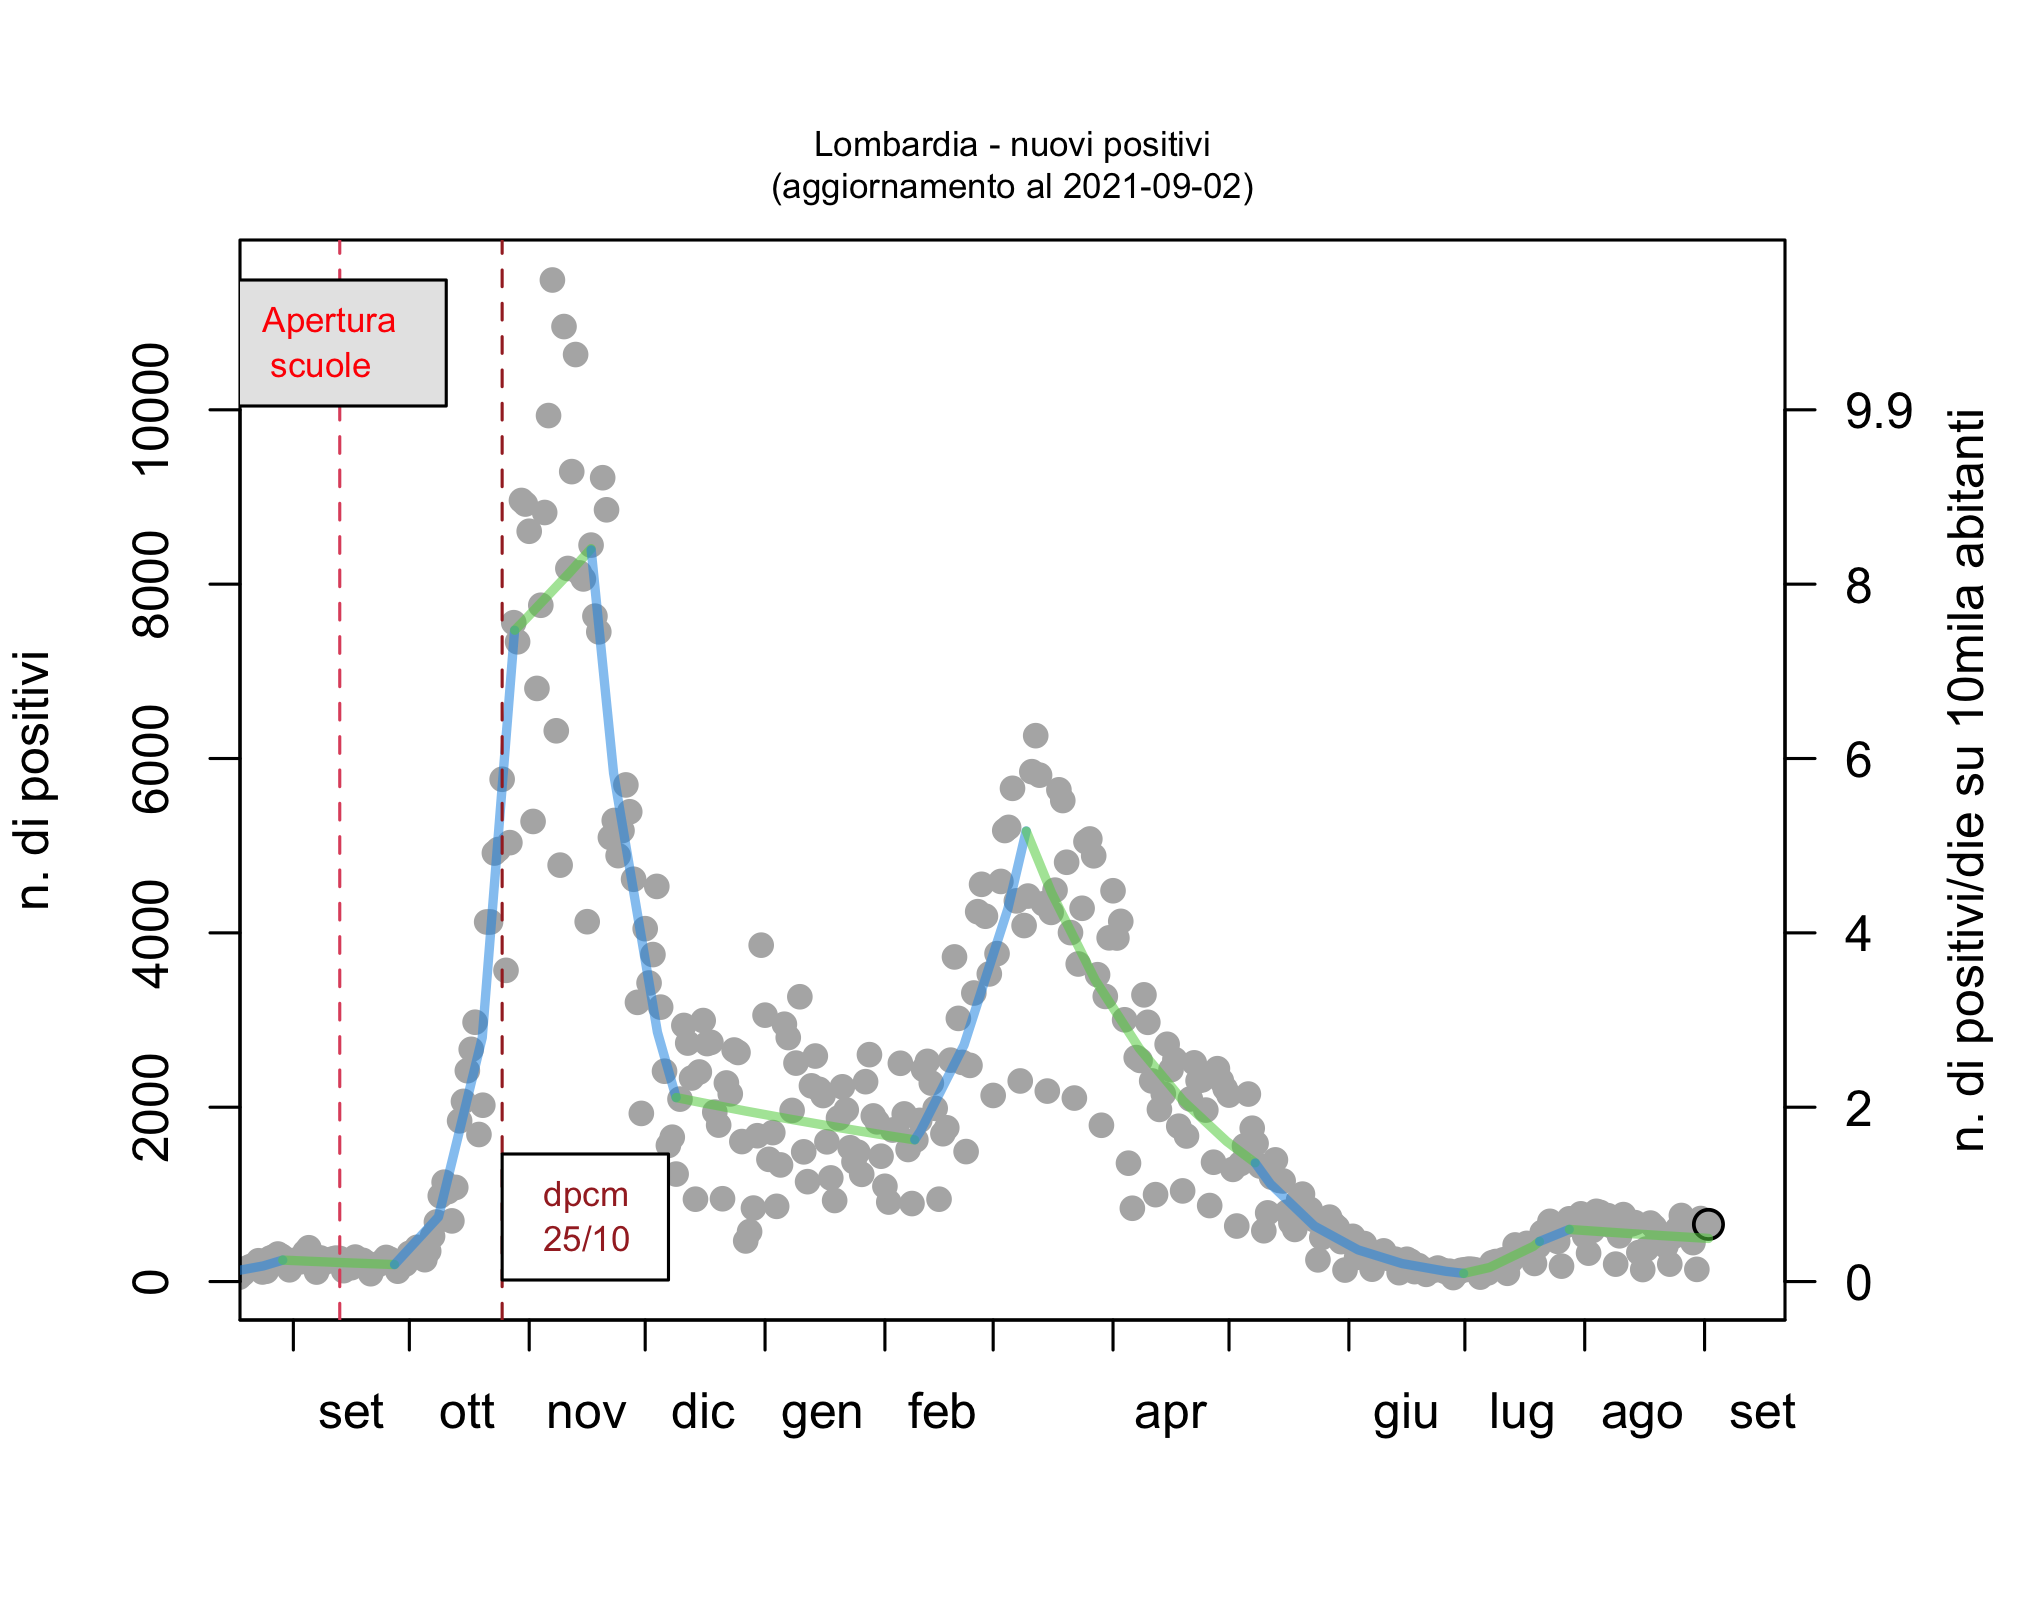 Lombardia - nuovi positivi
(aggiornamento al 2021-09-02)
Apertura
scuole
dpcm
25/10
n. di positivi
0
2000
4000
6000
8000
10000
0
2
4
6
8
9.9
n. di positivi/die su 10mila abitanti
set ott nov dic gen feb apr giu lug ago set